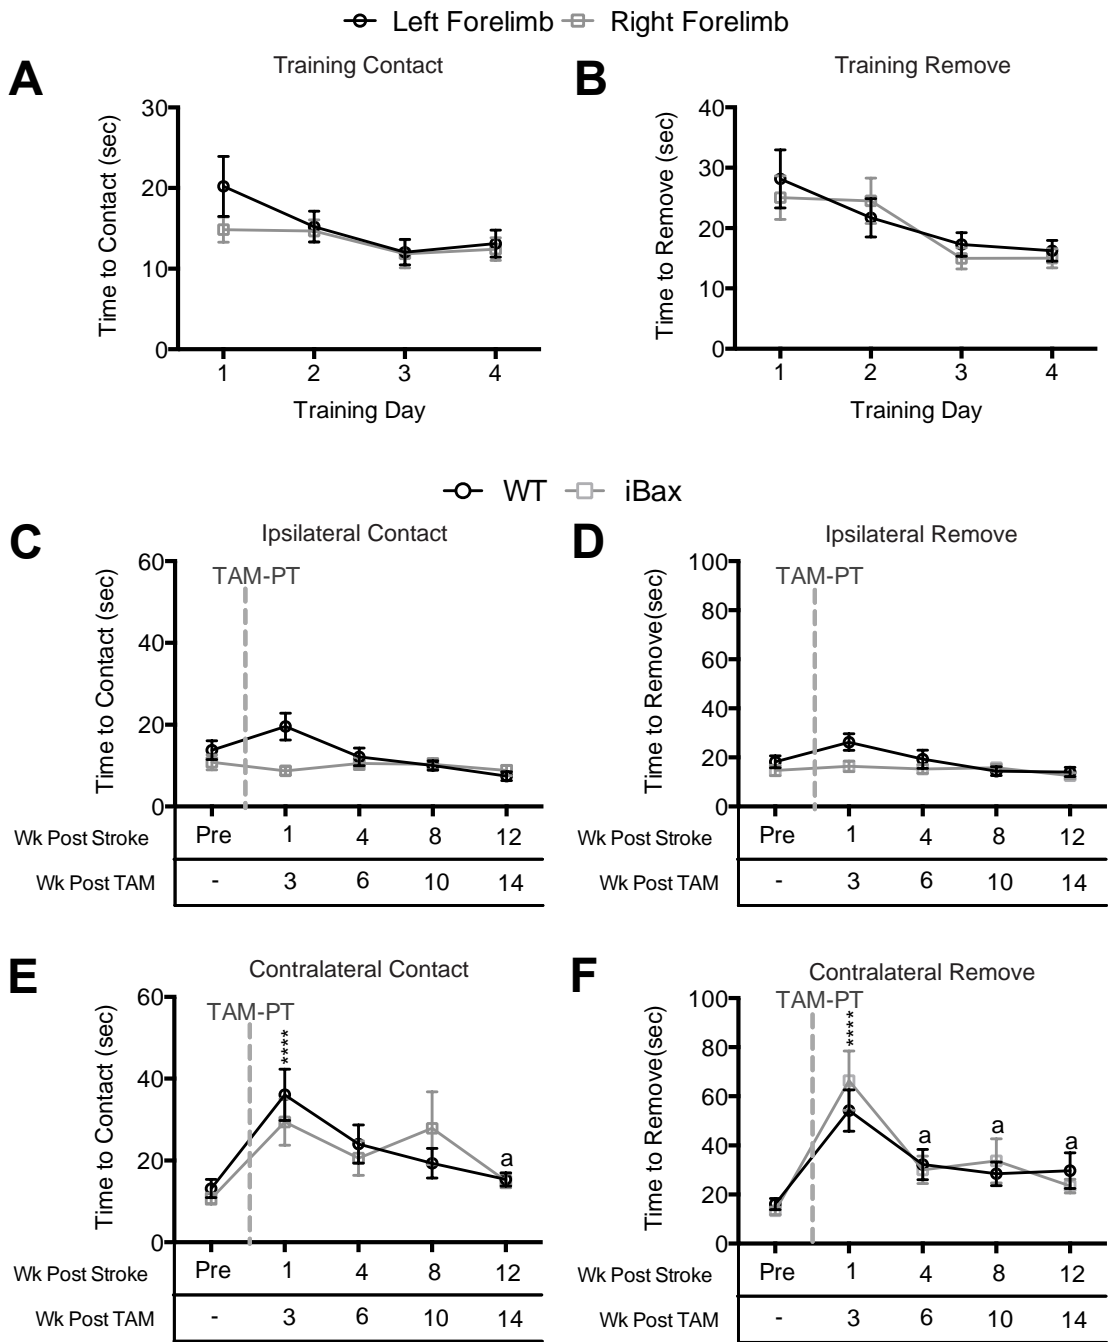 Left Forelimb Right Forelimb
A Training Contact
Time to Contact (sec)
30
20
10
0
1 2 3 4
Training Day
B Training Remove
Time to Remove (sec)
40
30
20
10
0
1 2 3 4
Training Day
WT iBax
C Ipsilateral Contact
TAM-PT
Time to Contact (sec)
60
40
20
0
Wk Post Stroke Pre 1 4 8 12
Wk Post TAM - 3 6 10 14
D Ipsilateral Remove
TAM-PT
Time to Remove(sec)
100
80
60
40
20
0
Wk Post Stroke Pre 1 4 8 12
Wk Post TAM - 3 6 10 14
E Contralateral Contact
TAM-PT
Time to Contact (sec)
60
40
20
0
****
a
Wk Post Stroke Pre 1 4 8 12
Wk Post TAM - 3 6 10 14
F Contralateral Remove
TAM-PT
Time to Remove(sec)
100
80
60
40
20
0
****
a a a
Wk Post Stroke Pre 1 4 8 12
Wk Post TAM - 3 6 10 14